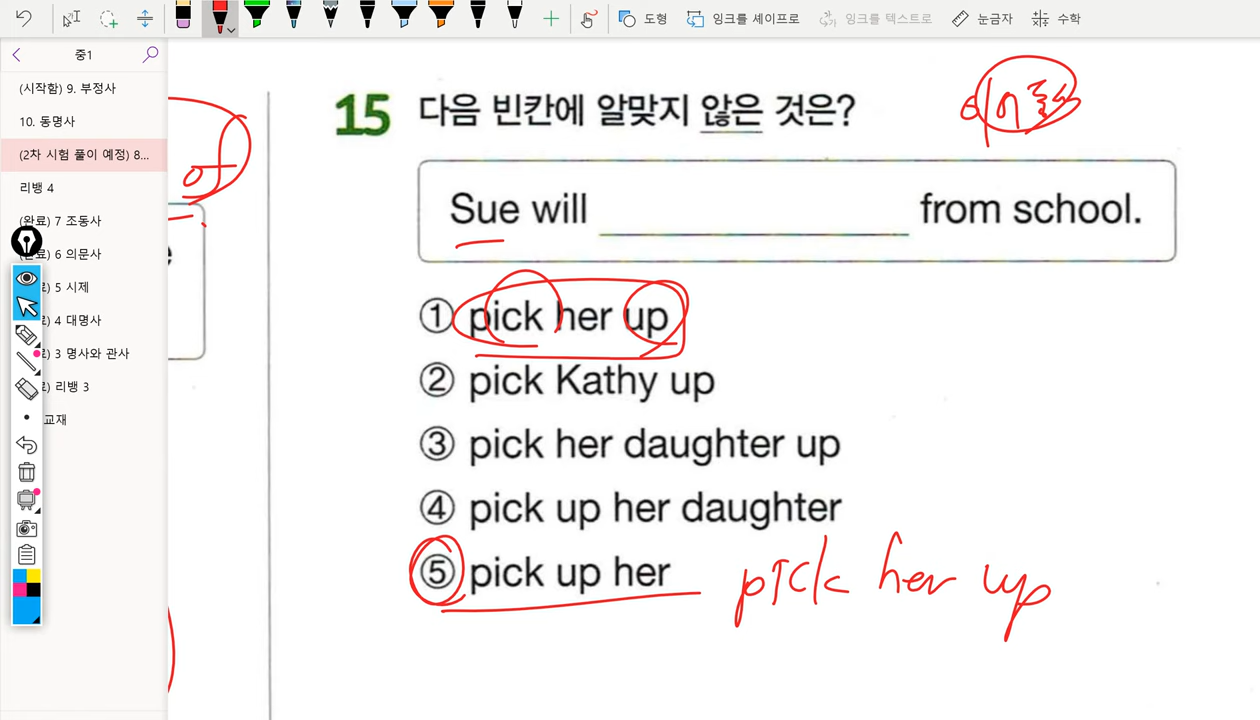 도형
잉크를 셰이프로
잉크를 텍스트로
눈금자
수학
중1
(시작함) 9. 부정사
10. 동명사
(2차 시험 풀이 예정) 8...
리뱅 4
(완료) 7 조동사
료) 6 의문사
료) 5 시제
료) 4 대명사
료) 3 명사와 관사
료) 리뱅 3
교재
of
e
15 다음 빈칸에 알맞지 않은 것은?
Sue will ____________ from school.
① pick her up
② pick Kathy up
③ pick her daughter up
④ pick up her daughter
⑤ pick up her
pick her up